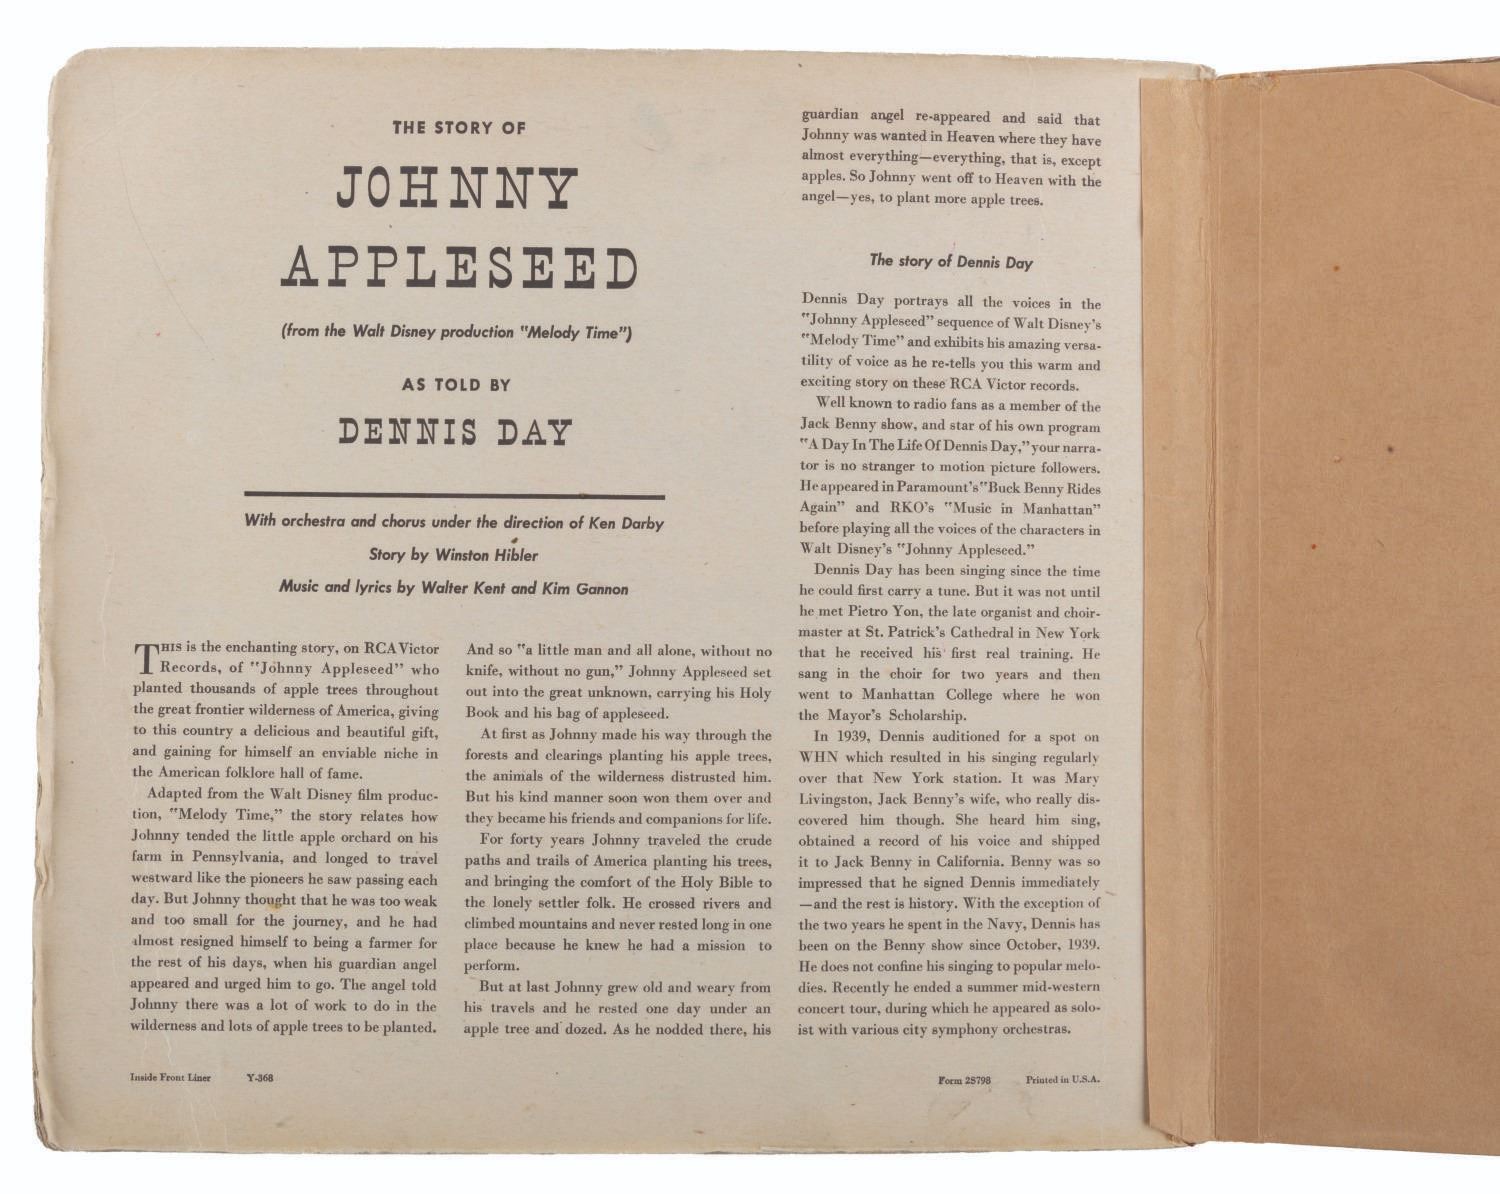 THE STORY OF
JOHNNY
APPLESEED
(from the Walt Disney production "Melody Time")
AS TOLD BY
DENNIS DAY
With orchestra and chorus under the direction of Ken Darby
Story by Winston Hibler
Music and lyrics by Walter Kent and Kim Gannon
THIS is the enchanting story, on RCA Victor
Records, of "Johnny Appleseed" who
planted thousands of apple trees throughout
the great frontier wilderness of America, giving
to this country a delicious and beautiful gift,
and gaining for himself an enviable niche in
the American folklore hall of fame.
Adapted from the Walt Disney film produc-
tion, "Melody Time," the story relates how
Johnny tended the little apple orchard on his
farm in Pennsylvania, and longed to travel
westward like the pioneers he saw passing each
day. But Johnny thought that he was too weak
and too small for the journey, and he had
almost resigned himself to being a farmer for
the rest of his days, when his guardian angel
appeared and urged him to go. The angel told
Johnny there was a lot of work to do in the
wilderness and lots of apple trees to be planted.
And so "a little man and all alone, without no
knife, without no gun," Johnny Appleseed set
out into the great unknown, carrying his Holy
Book and his bag of appleseed.
At first as Johnny made his way through the
forests and clearings planting his apple trees,
the animals of the wilderness distrusted him.
But his kind manner soon won them over and
they became his friends and companions for life.
For forty years Johnny traveled the crude
paths and trails of America planting his trees,
and bringing the comfort of the Holy Bible to
the lonely settler folk. He crossed rivers and
climbed mountains and never rested long in one
place because he knew he had a mission to
perform.
But at last Johnny grew old and weary from
his travels and he rested one day under an
apple tree and dozed. As he nodded there, his
guardian angel re-appeared and said that
Johnny was wanted in Heaven where they have
almost everything—everything, that is, except
apples. So Johnny went off to Heaven with the
angel—yes, to plant more apple trees.
The story of Dennis Day
Dennis Day portrays all the voices in the
"Johnny Appleseed" sequence of Walt Disney's
"Melody Time" and exhibits his amazing versa-
tility of voice as he re-tells you this warm and
exciting story on these RCA Victor records.
Well known to radio fans as a member of the
Jack Benny show, and star of his own program
"A Day In The Life Of Dennis Day," your narra-
tor is no stranger to motion picture followers.
He appeared in Paramount's "Buck Benny Rides
Again" and RKO's "Music in Manhattan"
before playing all the voices of the characters in
Walt Disney's "Johnny Appleseed."
Dennis Day has been singing since the time
he could first carry a tune. But it was not until
he met Pietro Yon, the late organist and choir-
master at St. Patrick's Cathedral in New York
that he received his first real training. He
sang in the choir for two years and then
went to Manhattan College where he won
the Mayor's Scholarship.
In 1939, Dennis auditioned for a spot on
WHN which resulted in his singing regularly
over that New York station. It was Mary
Livingston, Jack Benny's wife, who really dis-
covered him though. She heard him sing,
obtained a record of his voice and shipped
it to Jack Benny in California. Benny was so
impressed that he signed Dennis immediately
—and the rest is history. With the exception of
the two years he spent in the Navy, Dennis has
been on the Benny show since October, 1939.
He does not confine his singing to popular melo-
dies. Recently he ended a summer mid-western
concert tour, during which he appeared as solo-
ist with various city symphony orchestras.
Inside Front Liner Y-368
Form 2S798 Printed in U.S.A.